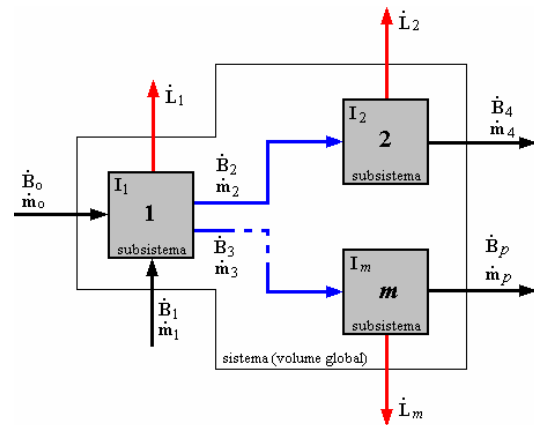 L̇₂
L̇₁
I₂
2
subsistema
Ḃ₄
ṁ₄
Ḃ₂
ṁ₂
I₁
1
subsistema
Ḃₒ
ṁₒ
Ḃ₃
ṁ₃
Iₘ
m
subsistema
Ḃₚ
ṁₚ
Ḃ₁
ṁ₁
sistema (volume global)
L̇ₘ